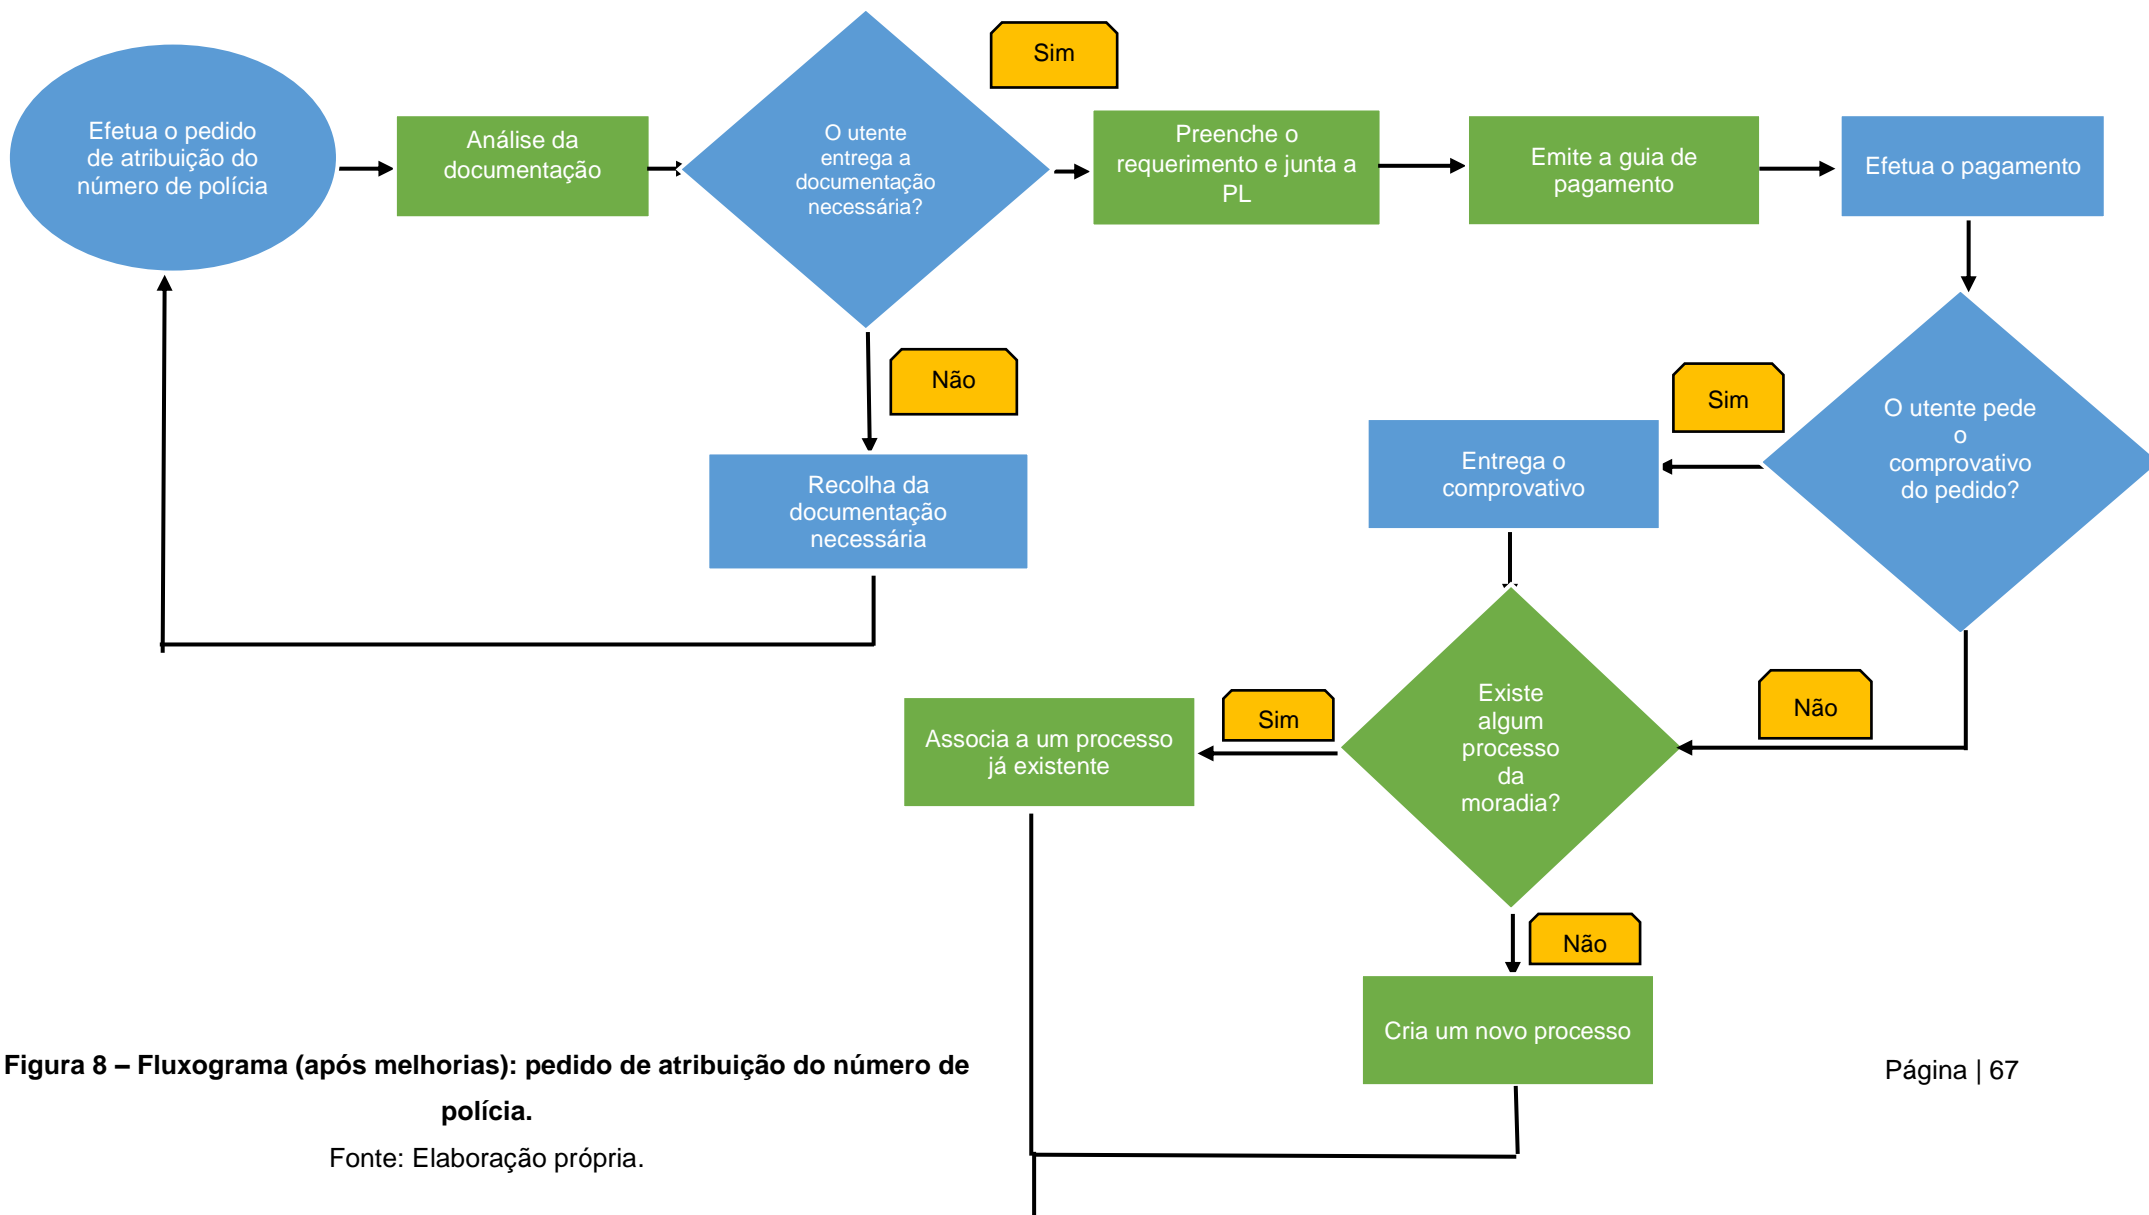 Efetua o pedido
de atribuição do
número de polícia
Análise da
documentação
O utente
entrega a
documentação
necessária?
Sim
Preenche o
requerimento e junta a
PL
Emite a guia de
pagamento
Efetua o pagamento
Não
Recolha da
documentação
necessária
O utente pede
o
comprovativo
do pedido?
Sim
Entrega o
comprovativo
Não
Existe
algum
processo
da
moradia?
Sim
Associa a um processo
já existente
Não
Cria um novo processo
Figura 8 – Fluxograma (após melhorias): pedido de atribuição do número de
polícia.
Fonte: Elaboração própria.
Página | 67